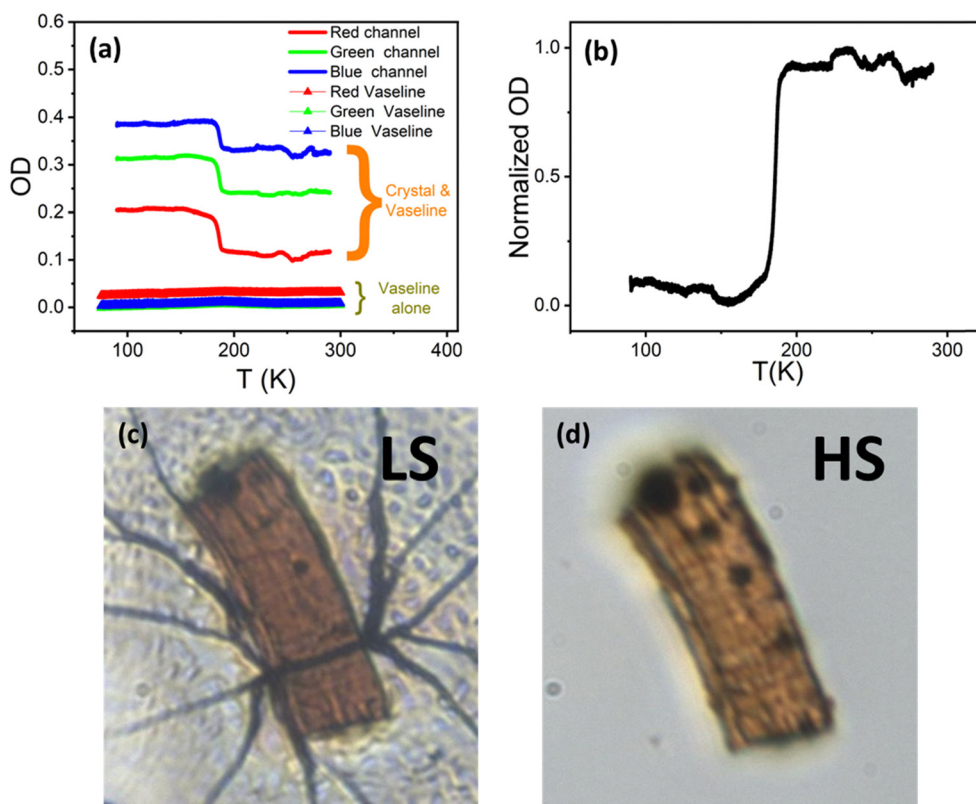 (a)
0.6
0.5
0.4
0.3
0.2
0.1
0.0
OD
Red channel
Green channel
Blue channel
Red Vaseline
Green Vaseline
Blue Vaseline
Crystal &
Vaseline
Vaseline
alone
100
200
300
400
T (K)
(b)
1.0
0.5
0.0
Normalized OD
100
200
300
T(K)
(c)
LS
(d)
HS